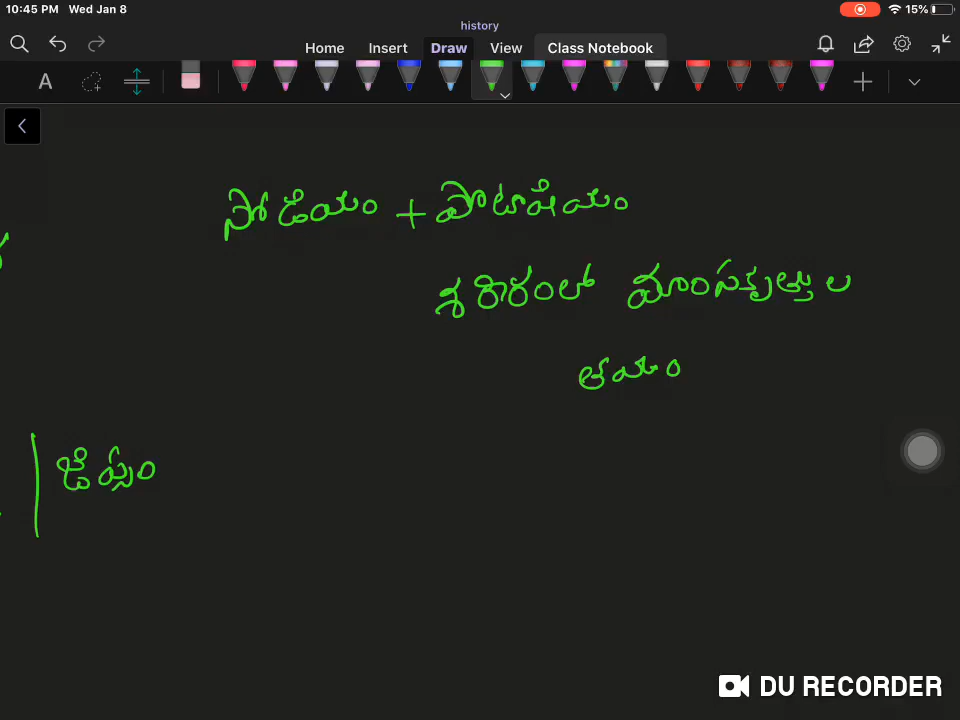 10:45 PM Wed Jan 8
15%
history
Home Insert Draw View Class Notebook
A
సోడియం + పొటాషియం
శరీరంలో మాంసకృత్తుల
జిప్సం
DU RECORDER